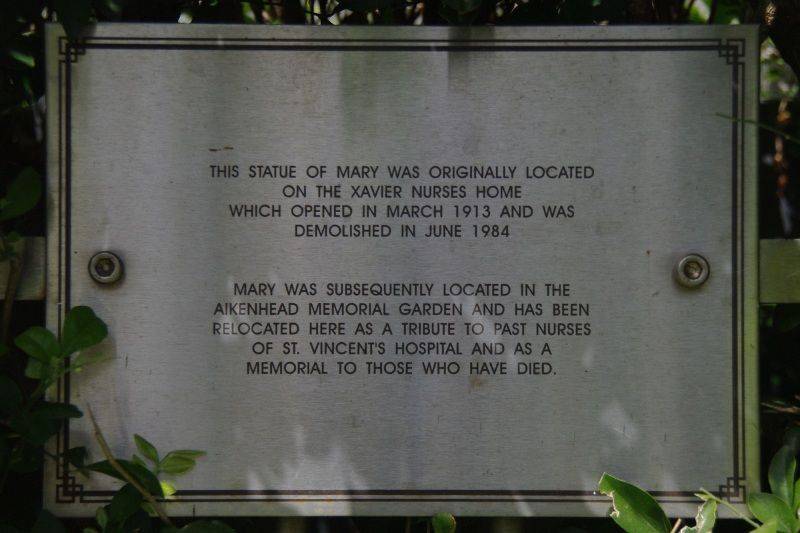 THIS STATUE OF MARY WAS ORIGINALLY LOCATED
ON THE XAVIER NURSES HOME
WHICH OPENED IN MARCH 1913 AND WAS
DEMOLISHED IN JUNE 1984
MARY WAS SUBSEQUENTLY LOCATED IN THE
AIKENHEAD MEMORIAL GARDEN AND HAS BEEN
RELOCATED HERE AS A TRIBUTE TO PAST NURSES
OF ST. VINCENT'S HOSPITAL AND AS A
MEMORIAL TO THOSE WHO HAVE DIED.